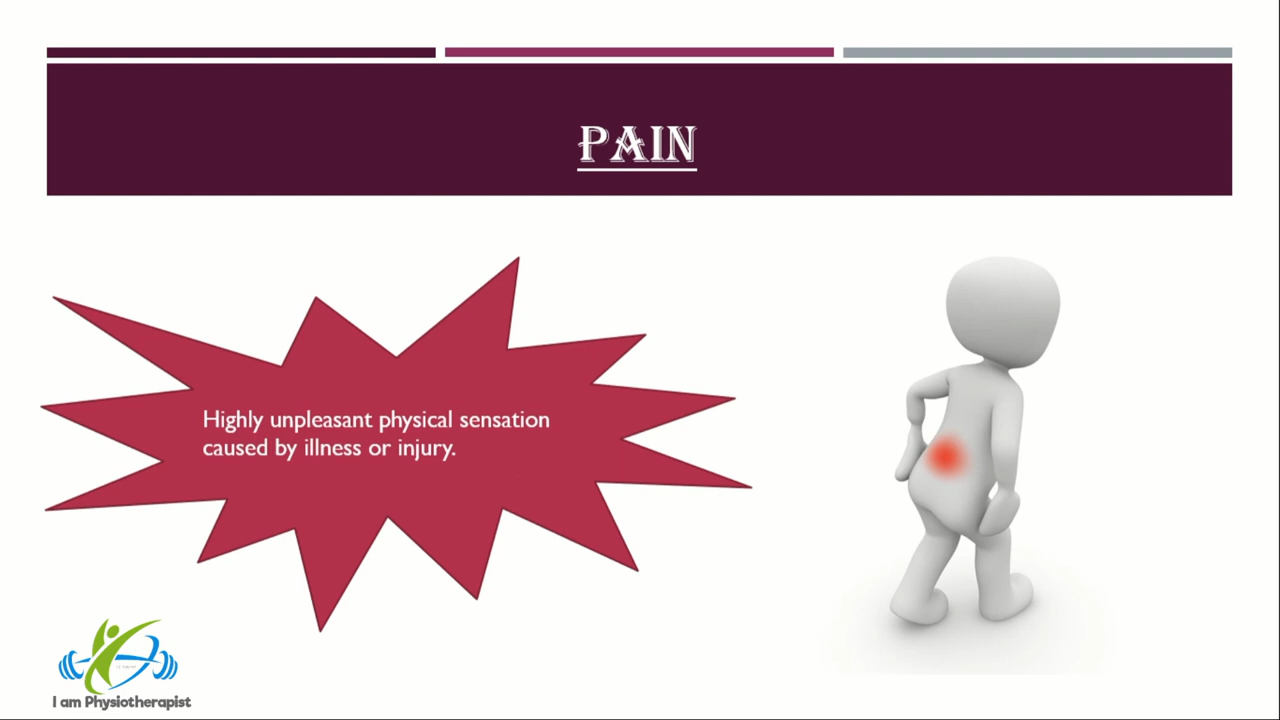 PAIN
Highly unpleasant physical sensation
caused by illness or injury.
I am Physiotherapist